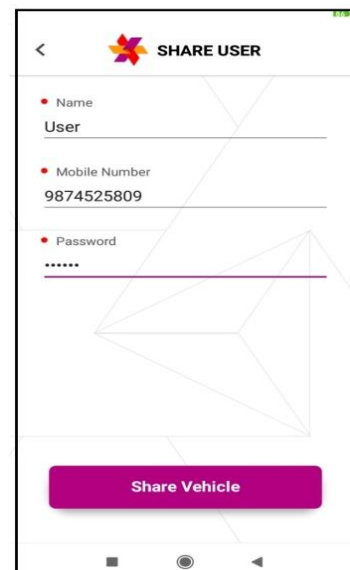 SHARE USER
Name
User
Mobile Number
9874525809
Password
••••••
Share Vehicle